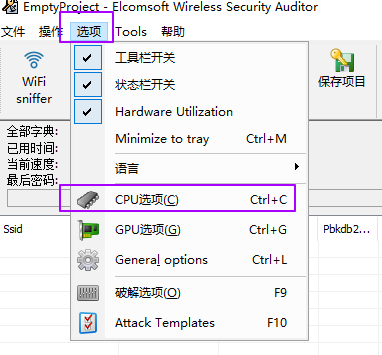 EmptyProject - Elcomsoft Wireless Security Auditor
文件 操作 选项 Tools 帮助
WiFi
sniffer
保存项目
全部字典:
已用时间:
当前速度:
最后密码:
工具栏开关
状态栏开关
Hardware Utilization
Minimize to tray Ctrl+M
语言
CPU选项(C) Ctrl+C
GPU选项(G) Ctrl+G
General options Ctrl+L
破解选项(O) F9
Attack Templates F10
Ssid
Pbkdb2...